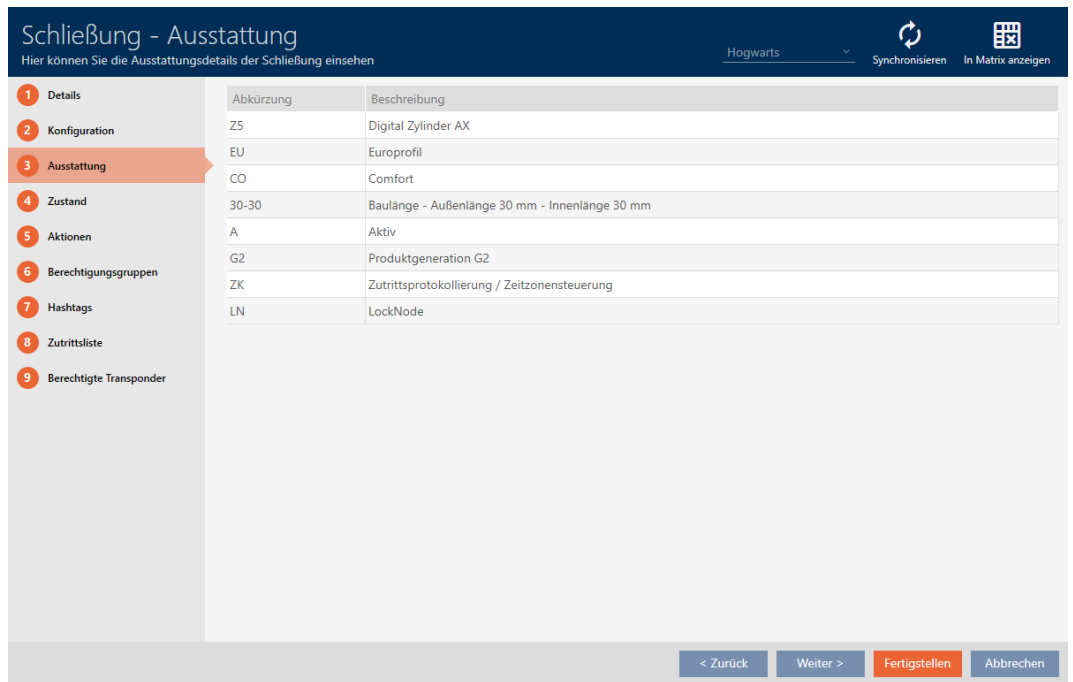 Schließung - Ausstattung
Hier können Sie die Ausstattungsdetails der Schließung einsehen
Hogwarts
Synchronisieren
In Matrix anzeigen
1 Details
2 Konfiguration
3 Ausstattung
4 Zustand
5 Aktionen
6 Berechtigungsgruppen
7 Hashtags
8 Zutrittsliste
9 Berechtigte Transponder
Abkürzung Beschreibung
Z5 Digital Zylinder AX
EU Europrofil
CO Comfort
30-30 Baulänge - Außenlänge 30 mm - Innenlänge 30 mm
A Aktiv
G2 Produktgeneration G2
ZK Zutrittsprotokollierung / Zeitzonensteuerung
LN LockNode
< Zurück Weiter > Fertigstellen Abbrechen